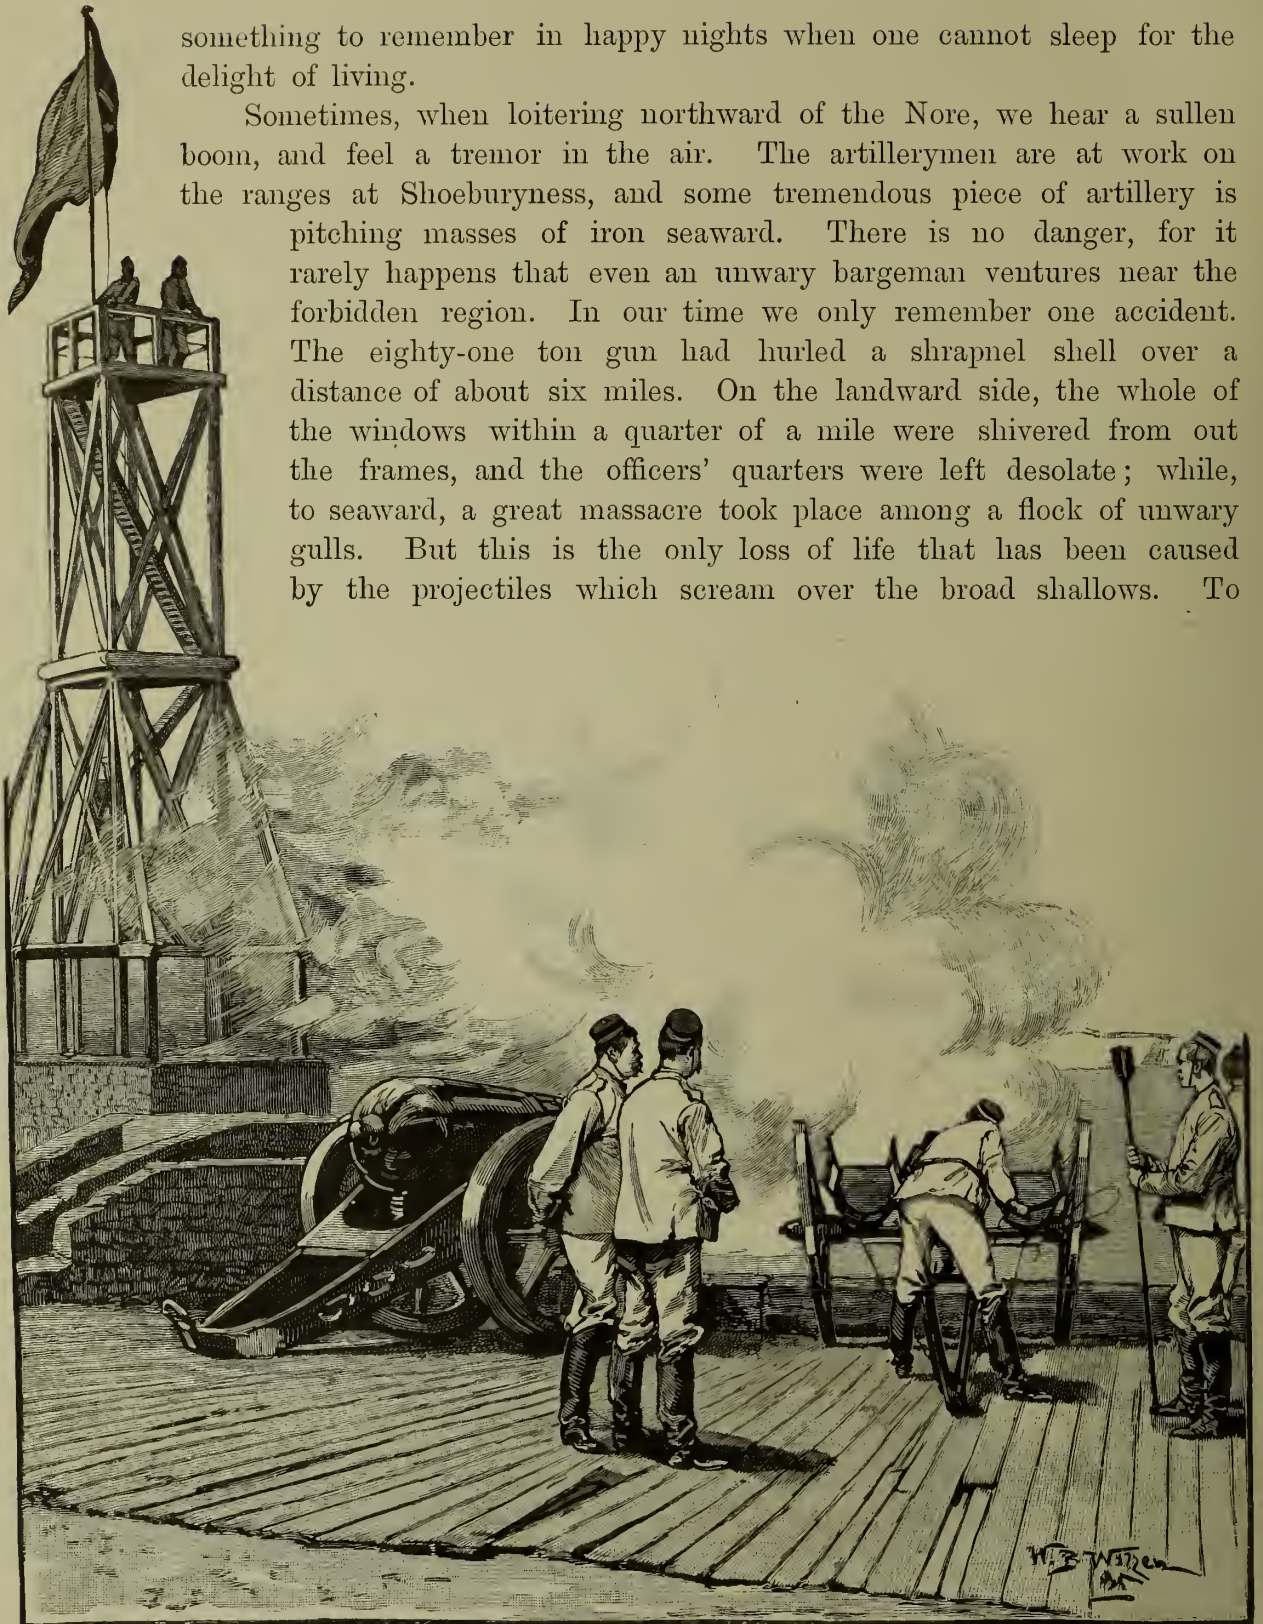 something to remember in happy nights when one cannot sleep for the
delight of living.
Sometimes, when loitering northward of the Nore, we hear a sullen
boom, and feel a tremor in the air. The artillerymen are at work on
the ranges at Shoeburyness, and some tremendous piece of artillery is
pitching masses of iron seaward. There is no danger, for it
rarely happens that even an unwary bargeman ventures near the
forbidden region. In our time we only remember one accident.
The eighty-one ton gun had hurled a shrapnel shell over a
distance of about six miles. On the landward side, the whole of
the windows within a quarter of a mile were shivered from out
the frames, and the officers’ quarters were left desolate; while,
to seaward, a great massacre took place among a flock of unwary
gulls. But this is the only loss of life that has been caused
by the projectiles which scream over the broad shallows. To
W. B.